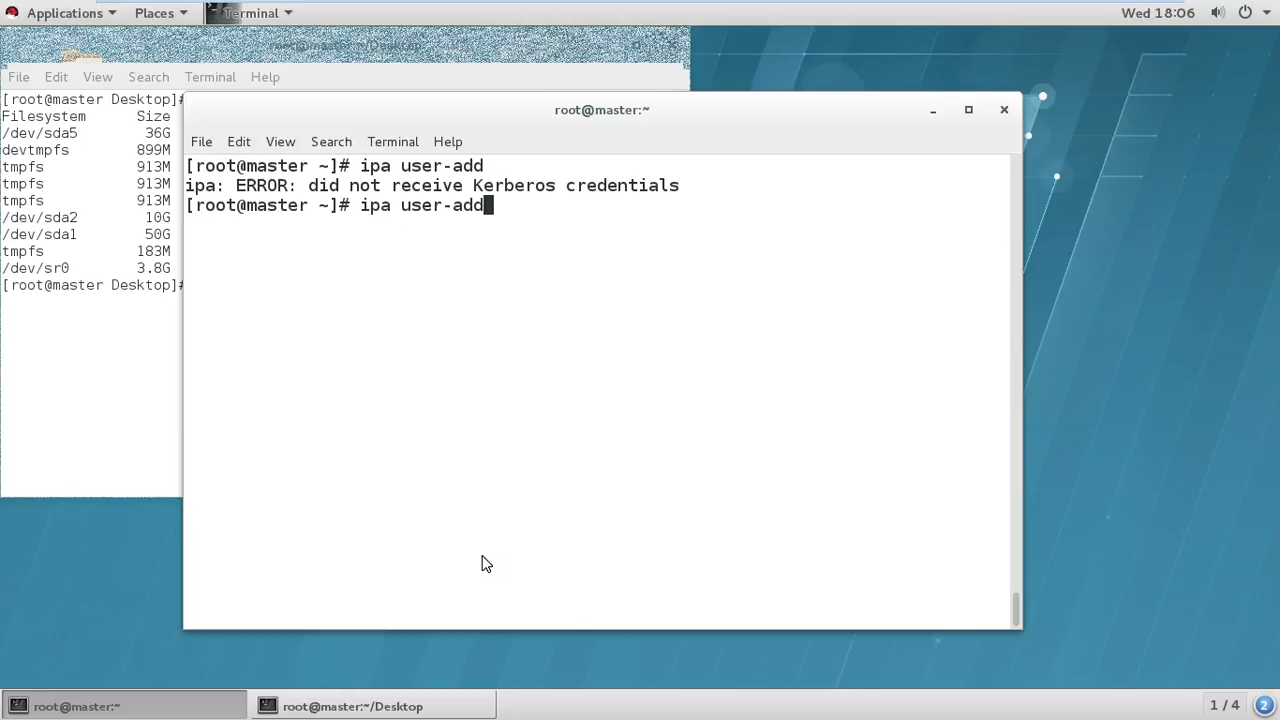 Applications Places Terminal Wed 18:06
File Edit View Search Terminal Help
[root@master Desktop]#
Filesystem Size
/dev/sda5 36G
devtmpfs 899M
tmpfs 913M
tmpfs 913M
tmpfs 913M
/dev/sda2 10G
/dev/sda1 50G
tmpfs 183M
/dev/sr0 3.8G
[root@master Desktop]#
root@master:~
File Edit View Search Terminal Help
[root@master ~]# ipa user-add
ipa: ERROR: did not receive Kerberos credentials
[root@master ~]# ipa user-add
root@master:~ root@master:~/Desktop 1 / 4 2